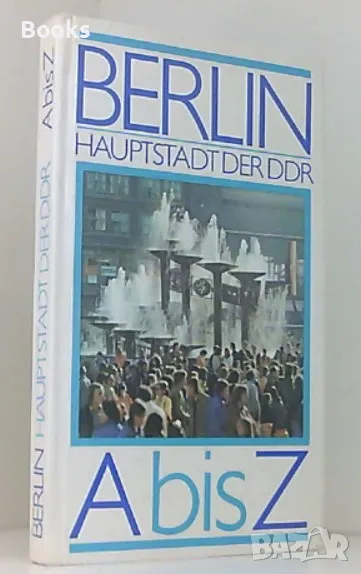 Books
BERLIN
HAUPTSTADT DER DDR
A bis Z
BERLIN HAUPTSTADT DER DDR A bis Z
BAZAR